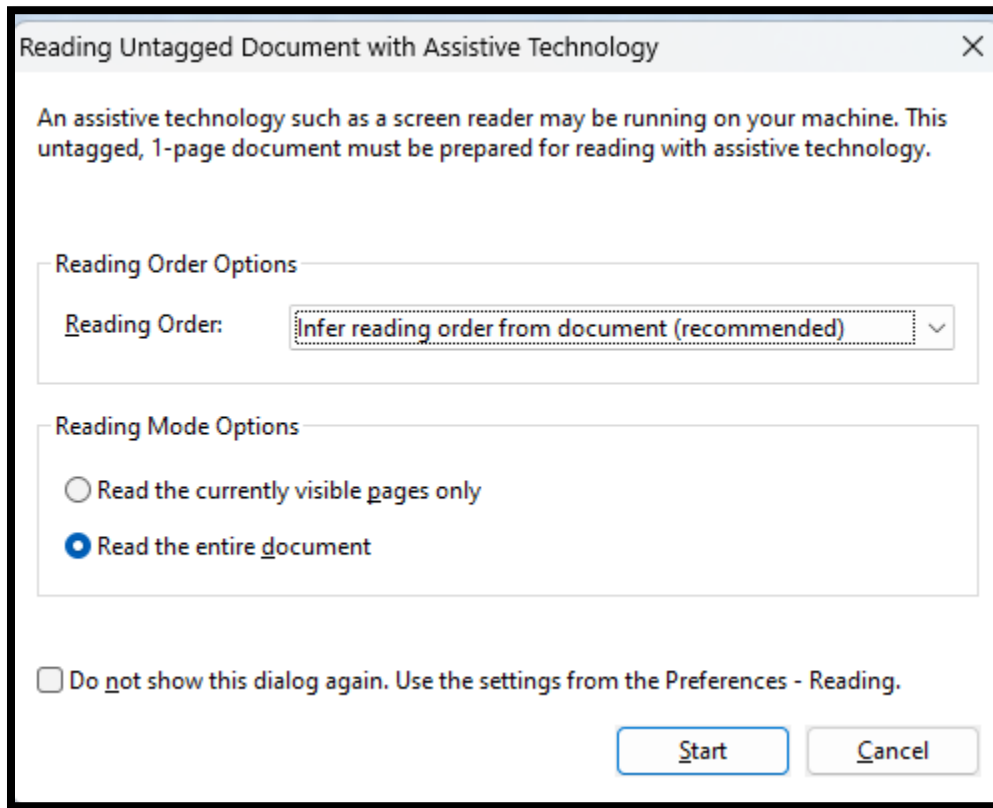 Reading Untagged Document with Assistive Technology
An assistive technology such as a screen reader may be running on your machine. This
untagged, 1-page document must be prepared for reading with assistive technology.
Reading Order Options
Reading Order: Infer reading order from document (recommended)
Reading Mode Options
Read the currently visible pages only
Read the entire document
Do not show this dialog again. Use the settings from the Preferences - Reading.
Start Cancel